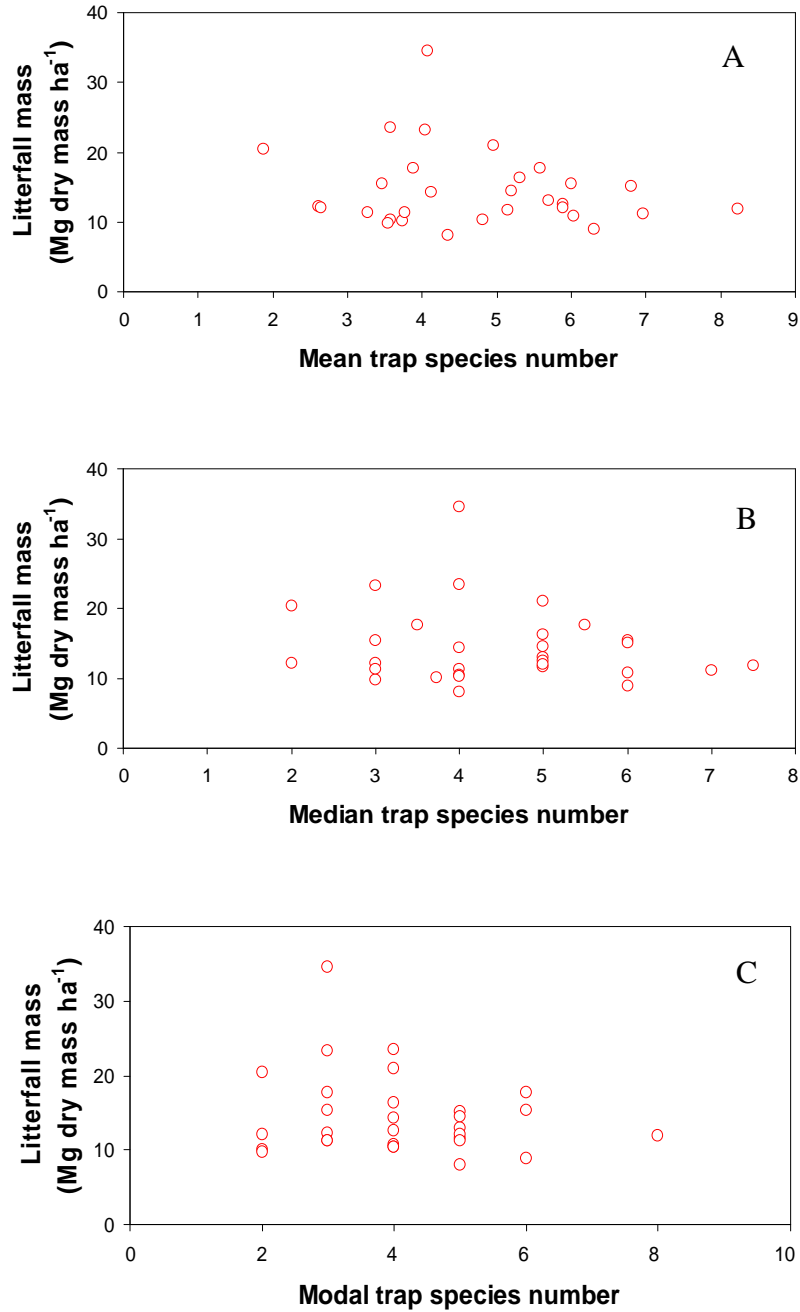 A
Litterfall mass
(Mg dry mass ha⁻¹)
40
30
20
10
0
0 1 2 3 4 5 6 7 8 9
Mean trap species number
B
Litterfall mass
(Mg dry mass ha⁻¹)
40
30
20
10
0
0 1 2 3 4 5 6 7 8
Median trap species number
C
Litterfall mass
(Mg dry mass ha⁻¹)
40
30
20
10
0
0 2 4 6 8 10
Modal trap species number